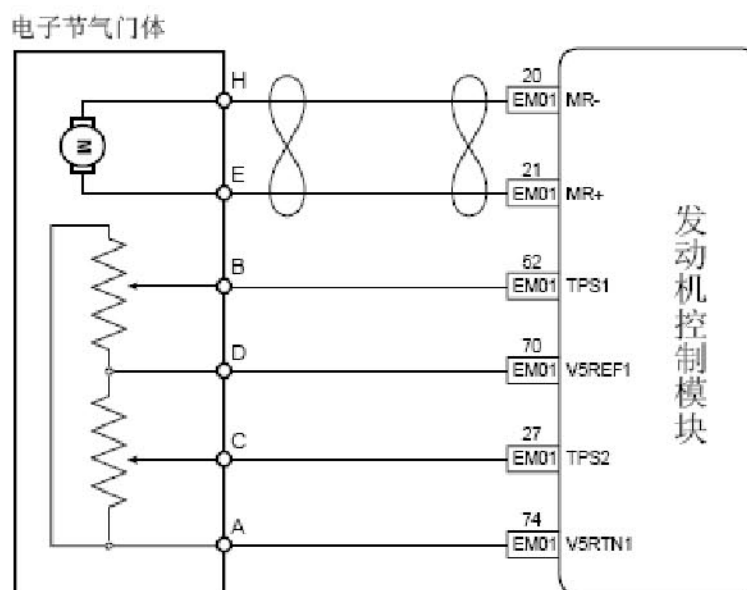 电子节气门体
M
H
20
EM01 MR-
E
21
EM01 MR+
B
52
EM01 TPS1
D
70
EM01 V5REF1
C
27
EM01 TPS2
A
74
EM01 V5RTN1
发动机控制模块